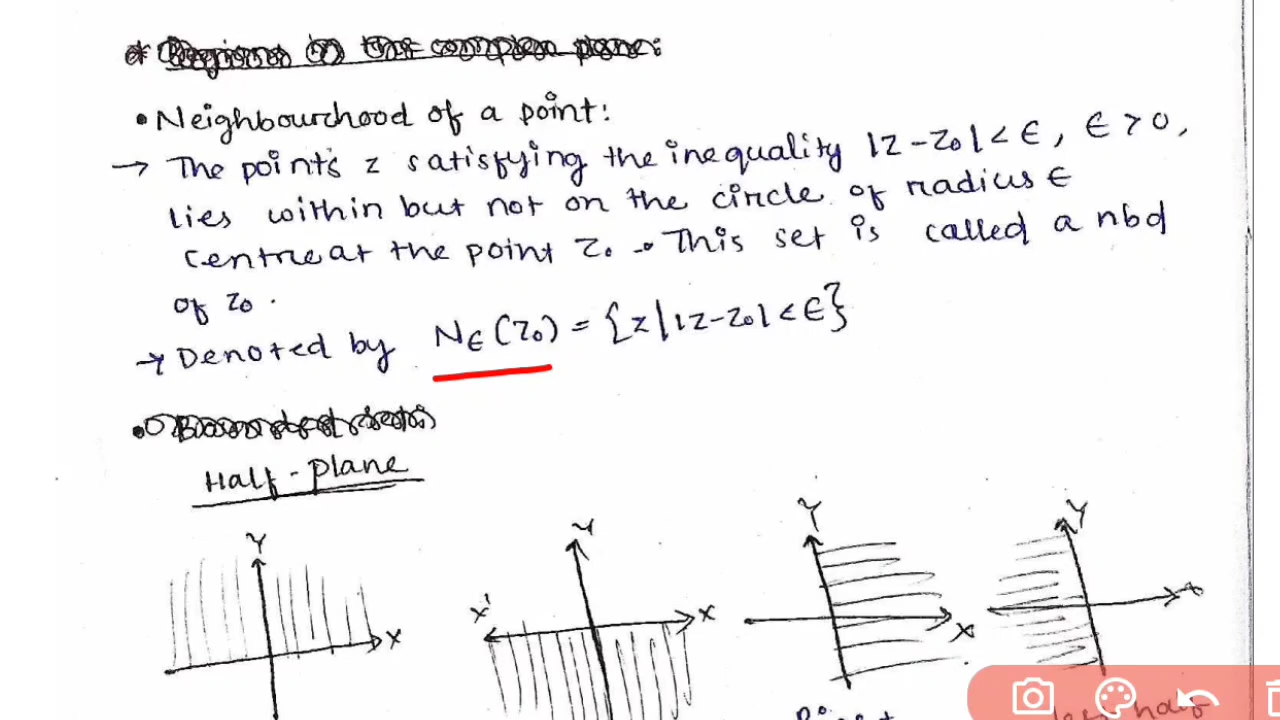 • Neighbourhood of a point:
→ The points z satisfying the inequality |z-z₀|<ϵ, ϵ>0,
lies within but not on the circle of radius ϵ
centre at the point z₀. This set is called a nbd
of z₀.
→ Denoted by Nϵ(z₀) = {z||z-z₀|<ϵ}
Half-plane
Y
X
Y
X'
X
Y
X
Y
half